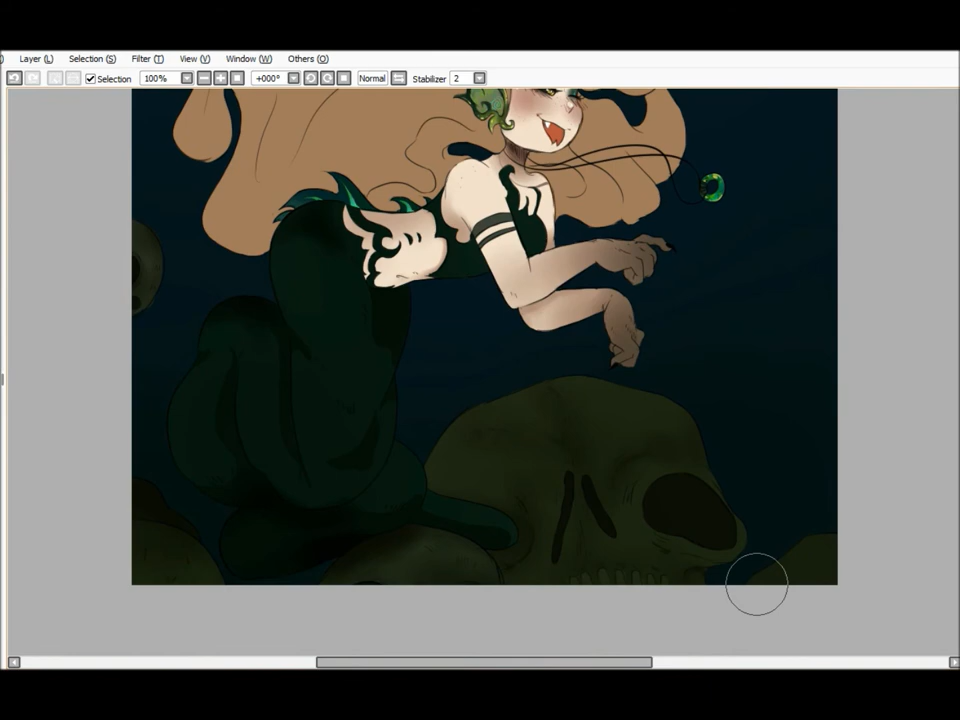 ) Layer (L) Selection (S) Filter (T) View (V) Window (W) Others (O)
Selection 100% +000° Normal Stabilizer 2